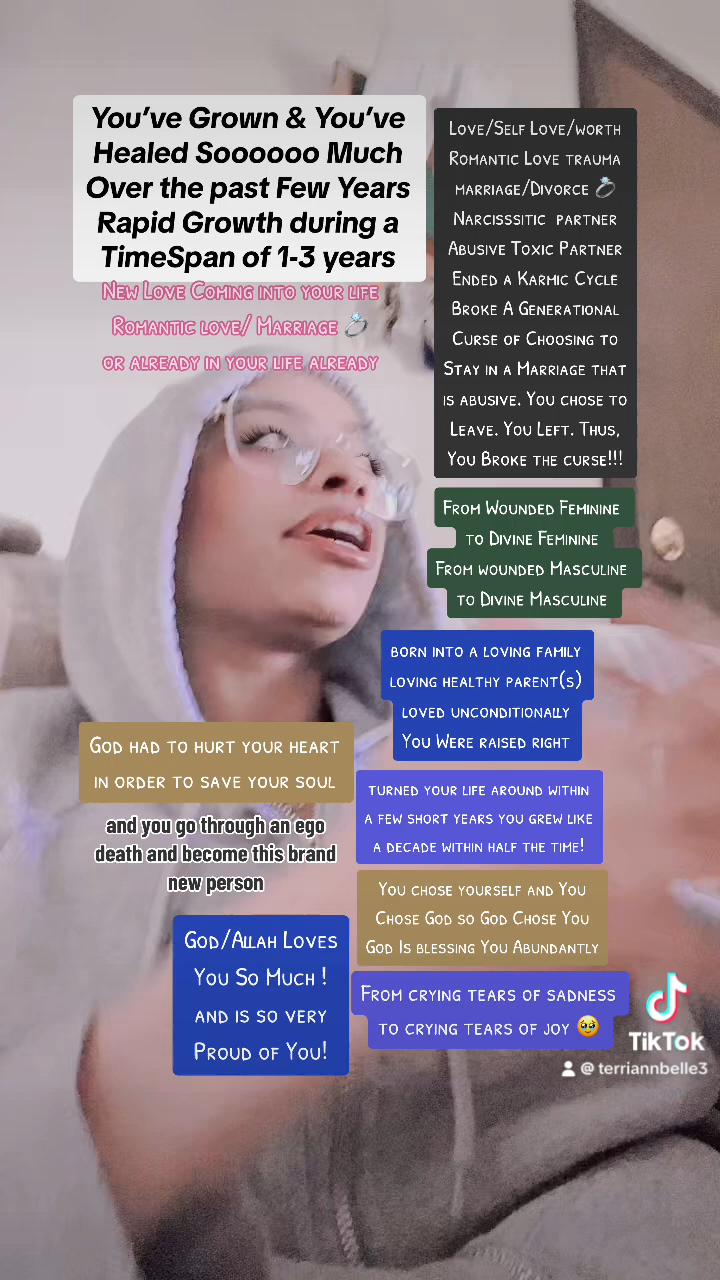 You've Grown & You've
Healed Soooooo Much
Over the past Few Years
Rapid Growth during a
TimeSpan of 1-3 years
New Love Coming into your life
Romantic love/ Marriage 💍
or already in your life already
Love/Self Love/worth
Romantic Love trauma
marriage/Divorce 💍
Narcisssitic partner
Abusive Toxic Partner
Ended a Karmic Cycle
Broke A Generational
Curse of Choosing to
Stay in a Marriage that
is abusive. You chose to
Leave. You Left. Thus,
You Broke the curse!!!
From Wounded Feminine
to Divine Feminine
From wounded Masculine
to Divine Masculine
born into a loving family
loving healthy parent(s)
loved unconditionally
You Were raised right
God had to hurt your heart
in order to save your soul
and you go through an ego
death and become this brand
new person
turned your life around within
a few short years you grew like
a decade within half the time!
You chose yourself and You
Chose God so God Chose You
God Is blessing You Abundantly
God/Allah Loves
You So Much !
and is so very
Proud of You!
From crying tears of sadness
to crying tears of joy 🥹
TikTok
@terriannbelle3